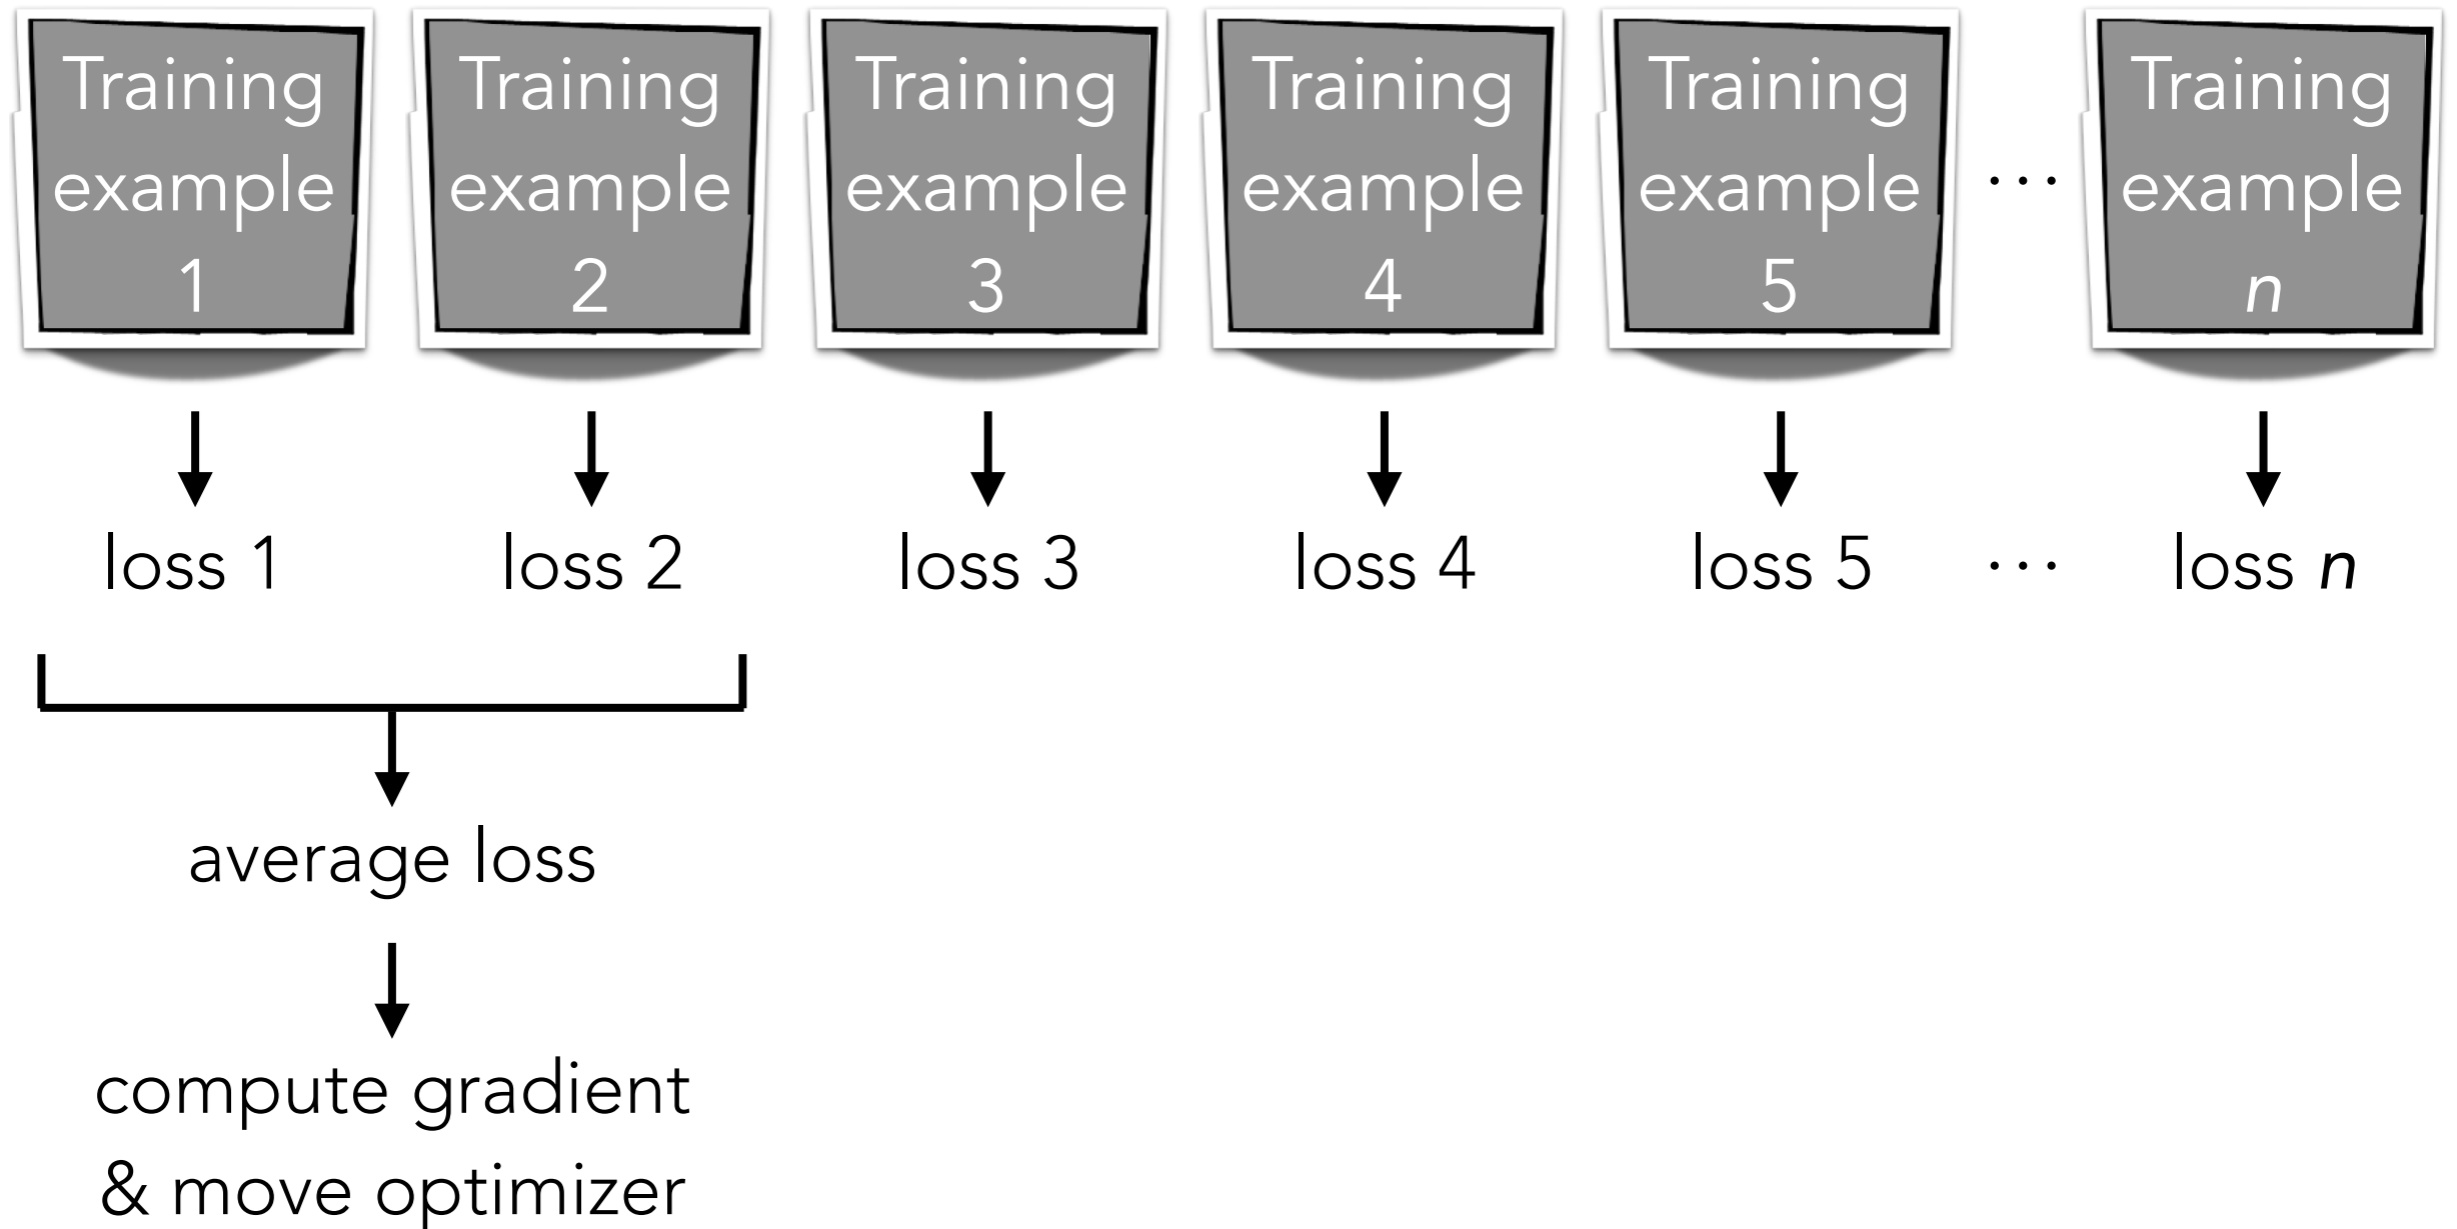 Training
example
1
Training
example
2
Training
example
3
Training
example
4
Training
example
5
...
Training
example
n
loss 1
loss 2
loss 3
loss 4
loss 5
...
loss n
average loss
compute gradient
& move optimizer